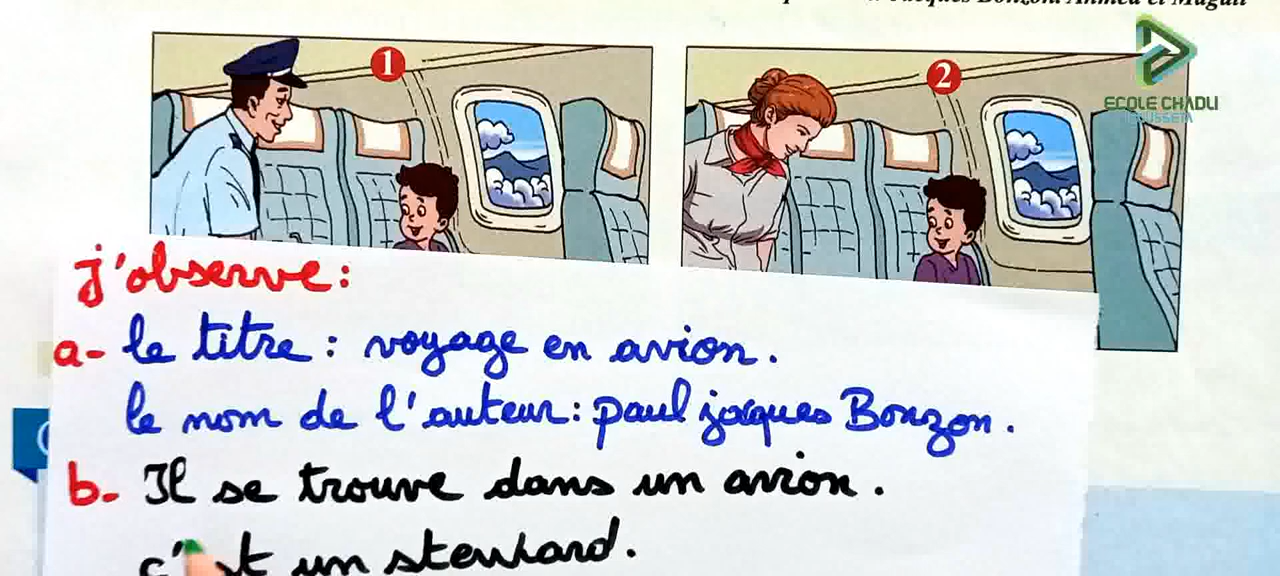 Jacques Bonzon. Ahmed et Magali
1
2
ECOLE CHADLI
j'observe:
a- le titre : voyage en avion.
le nom de l'auteur : paul jacques Bonzon.
b- Il se trouve dans un avion.
un steward.